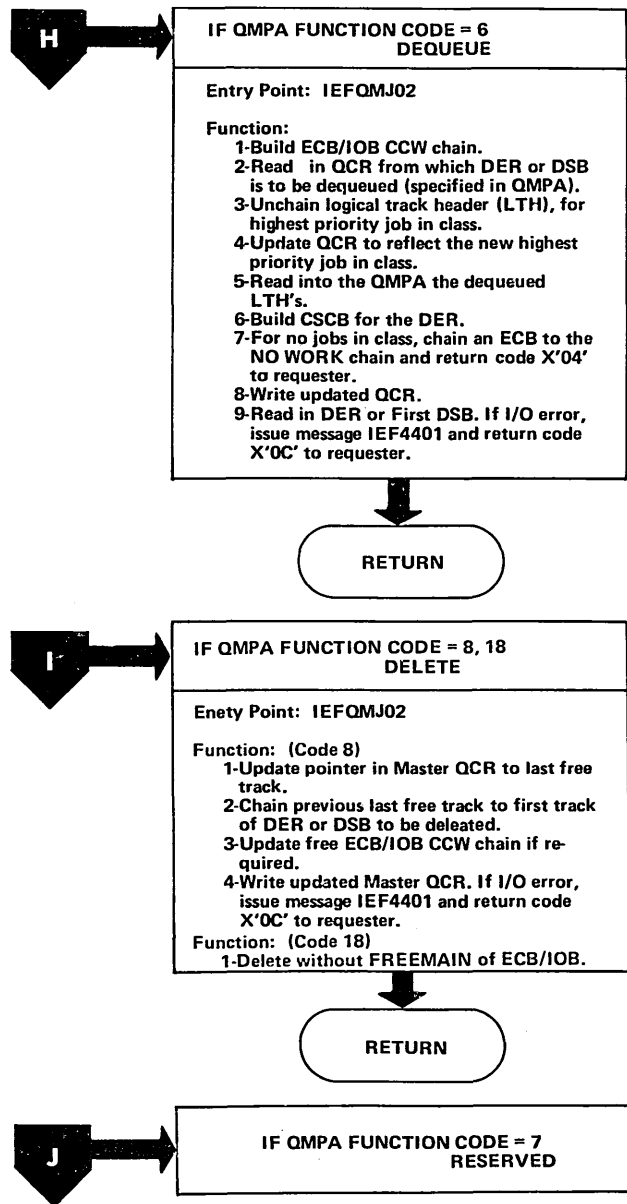 H
IF QMPA FUNCTION CODE = 6
DEQUEUE
Entry Point: IEFQMJ02
Function:
1-Build ECB/IOB CCW chain.
2-Read in QCR from which DER or DSB
is to be dequeued (specified in QMPA).
3-Unchain logical track header (LTH), for
highest priority job in class.
4-Update QCR to reflect the new highest
priority job in class.
5-Read into the QMPA the dequeued
LTH's.
6-Build CSCB for the DER.
7-For no jobs in class, chain an ECB to the
NO WORK chain and return code X'04'
to requester.
8-Write updated QCR.
9-Read in DER or First DSB. If I/O error,
issue message IEF4401 and return code
X'0C' to requester.
RETURN
I
IF QMPA FUNCTION CODE = 8, 18
DELETE
Enety Point: IEFQMJ02
Function: (Code 8)
1-Update pointer in Master QCR to last free
track.
2-Chain previous last free track to first track
of DER or DSB to be deleated.
3-Update free ECB/IOB CCW chain if re-
quired.
4-Write updated Master QCR. If I/O error,
issue message IEF4401 and return code
X'0C' to requester.
Function: (Code 18)
1-Delete without FREEMAIN of ECB/IOB.
RETURN
J
IF QMPA FUNCTION CODE = 7
RESERVED